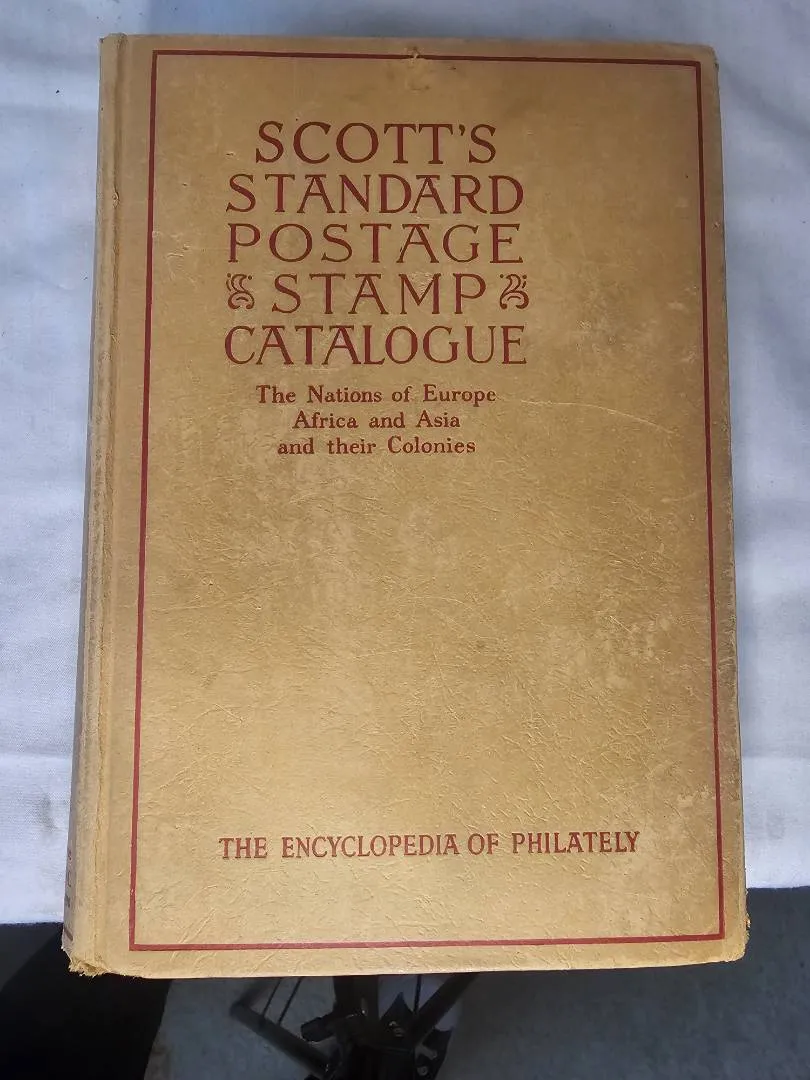 SCOTT'S
STANDARD
POSTAGE
STAMP
CATALOGUE
The Nations of Europe
Africa and Asia
and their Colonies
THE ENCYCLOPEDIA OF PHILATELY